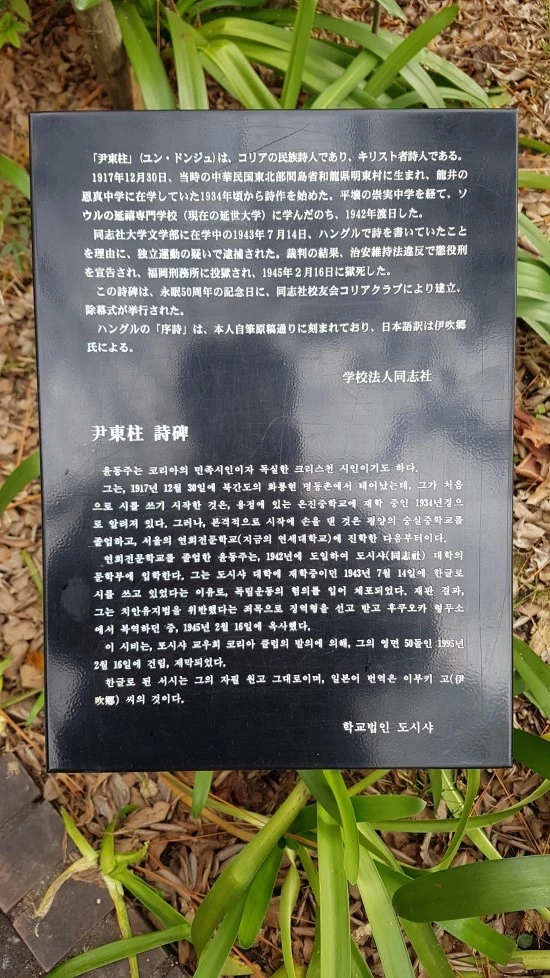 「尹東柱」(ユン・ドンジュ)は、コリアの民族詩人であり、キリスト者詩人である。
1917年12月30日、当時の中華民国東北部間島省和龍県明東村に生まれ、龍井の
恩真中学に在学していた1934年頃から詩作を始めた。平壌の崇実中学を経て、ソ
ウルの延禧専門学校（現在の延世大学）に学んだのち、1942年渡日した。
同志社大学文学部に在学中の1943年7月14日、ハングルで詩を書いていたこと
を理由に、独立運動の疑いで逮捕された。裁判の結果、治安維持法違反で懲役刑
を宣告され、福岡刑務所に投獄され、1945年2月16日に獄死した。
この詩碑は、永眠50周年の記念日に、同志社校友会コリアクラブにより建立、
除幕式が挙行された。
ハングルの「序詩」は、本人自筆原稿通りに刻まれており、日本語訳は伊吹郷
氏による。
学校法人同志社
尹東柱 詩碑
윤동주는 코리아의 민족시인이자 독실한 크리스천 시인이기도 하다.
그는, 1917년 12월 30일에 북간도의 화룡현 명동촌에서 태어났는데, 그가 처음
으로 시를 쓰기 시작한 것은, 용정에 있는 은진중학교에 재학 중인 1934년경으
로 알려져 있다. 그러나, 본격적으로 시작에 손을 댄 것은 평양의 숭실중학교를
졸업하고, 서울의 연희전문학교(지금의 연세대학교)에 진학한 다음부터이다.
연희전문학교를 졸업한 윤동주는, 1942년에 도일하여 도시샤(同志社) 대학의
문학부에 입학한다. 그는 도시샤 대학에 재학중이던 1943년 7월 14일에 한글로
시를 쓰고 있었다는 이유로, 독립운동의 혐의를 입어 체포되었다. 재판 결과,
그는 치안유지법을 위반했다는 죄목으로 징역형을 선고 받고 후쿠오카 형무소
에서 복역하던 중, 1945년 2월 16일에 옥사했다.
이 시비는, 도시샤 교우회 코리아 클럽의 발의에 의해, 그의 영면 50돌인 1995년
2월 16일에 건립, 제막되었다.
한글로 된 서시는 그의 자필 원고 그대로이며, 일본어 번역은 이부키 고(伊
吹郷) 씨의 것이다.
학교법인 도시샤